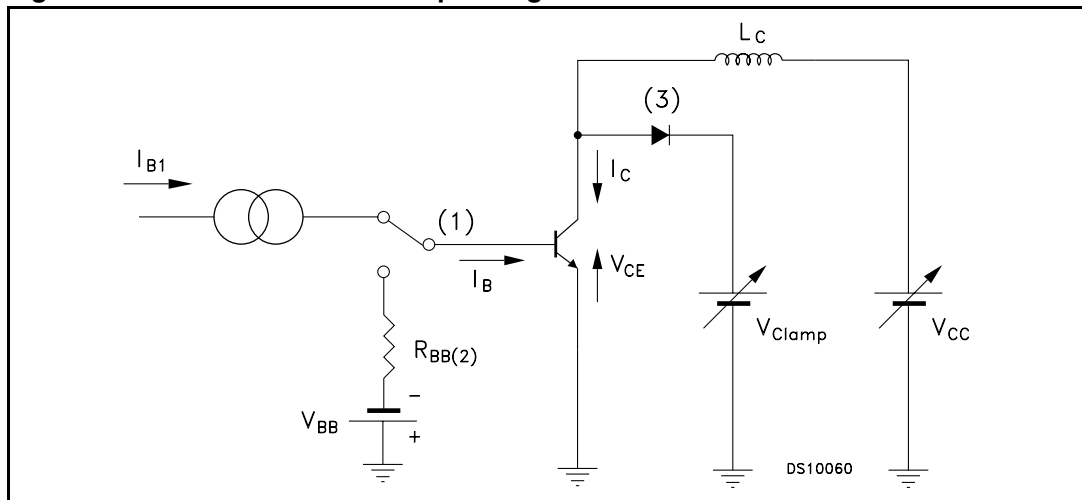 L_C
(3)
I_B1
I_C
(1)
I_B
V_CE
V_Clamp
V_CC
R_BB(2)
-
V_BB
+
DS10060